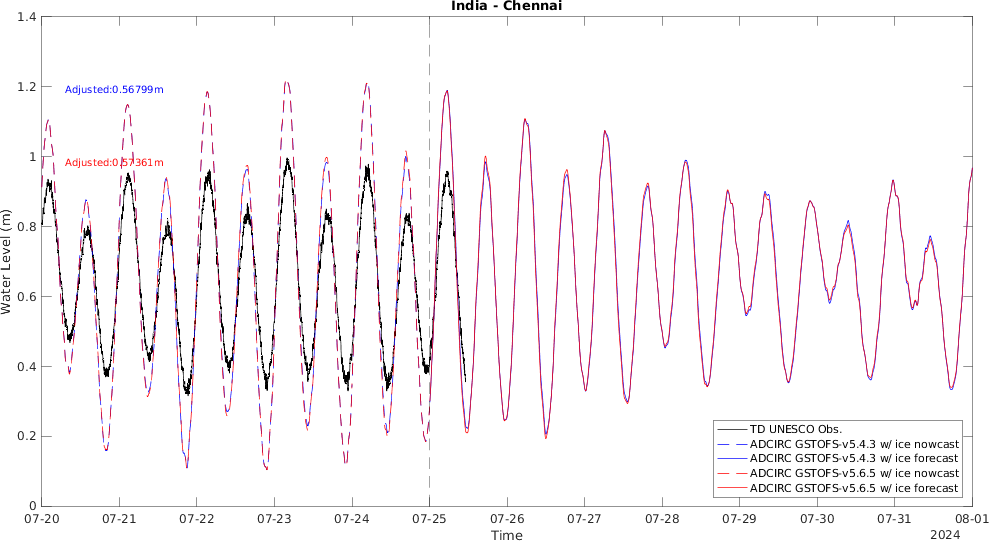 India - Chennai
1.4
1.2
1
0.8
0.6
0.4
0.2
0
Water Level (m)
Adjusted:0.56799m
Adjusted:0.57361m
TD UNESCO Obs.
ADCIRC GSTOFS-v5.4.3 w/ ice nowcast
ADCIRC GSTOFS-v5.4.3 w/ ice forecast
ADCIRC GSTOFS-v5.6.5 w/ ice nowcast
ADCIRC GSTOFS-v5.6.5 w/ ice forecast
07-20 07-21 07-22 07-23 07-24 07-25 07-26 07-27 07-28 07-29 07-30 07-31 08-01
Time
2024